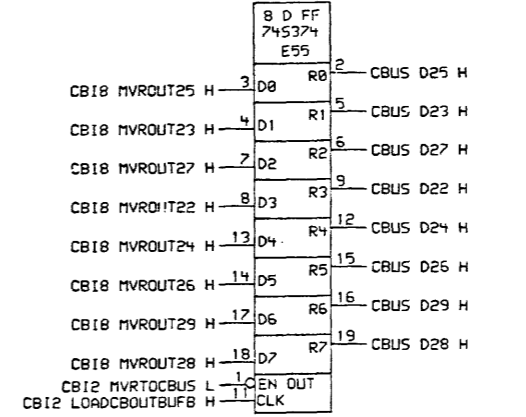 8 D FF
74S374
E55
CBI8 MVROUT25 H 3 D0 R0 2 CBUS D25 H
CBI8 MVROUT23 H 4 D1 R1 5 CBUS D23 H
CBI8 MVROUT27 H 7 D2 R2 6 CBUS D27 H
CBI8 H 8 D3 R3 9 CBUS D22 H
CBI8 MVROUT24 H 13 D4 R4 12 CBUS D24 H
CBI8 MVROUT26 H 14 D5 R5 15 CBUS D26 H
CBI8 MVROUT29 H 17 D6 R6 16 CBUS D29 H
CBI8 MVROUT28 H 18 D7 R7 19 CBUS D28 H
CBI2 MVRTOCBUS L 1 EN OUT
CBI2 LOADCBOUTBUFB H 11 CLK